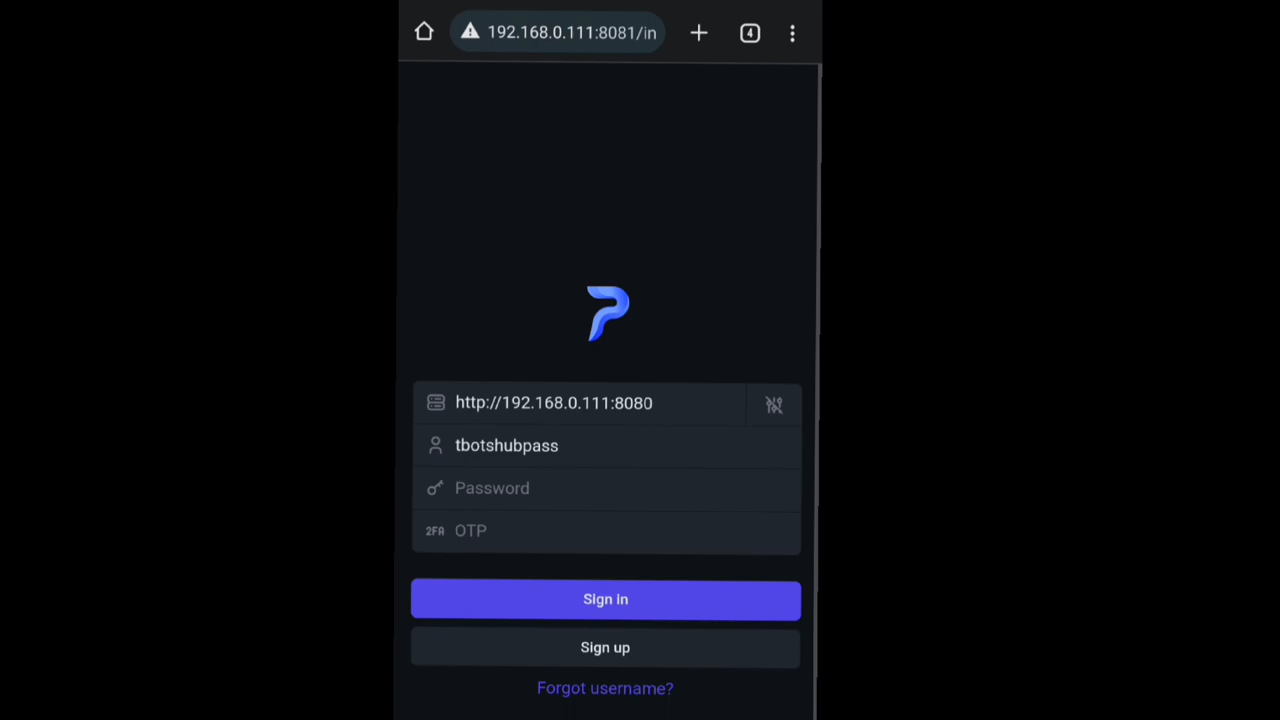 192.168.0.111:8081/in
4
http://192.168.0.111:8080
tbotshubpass
Password
2FA OTP
Sign in
Sign up
Forgot username?